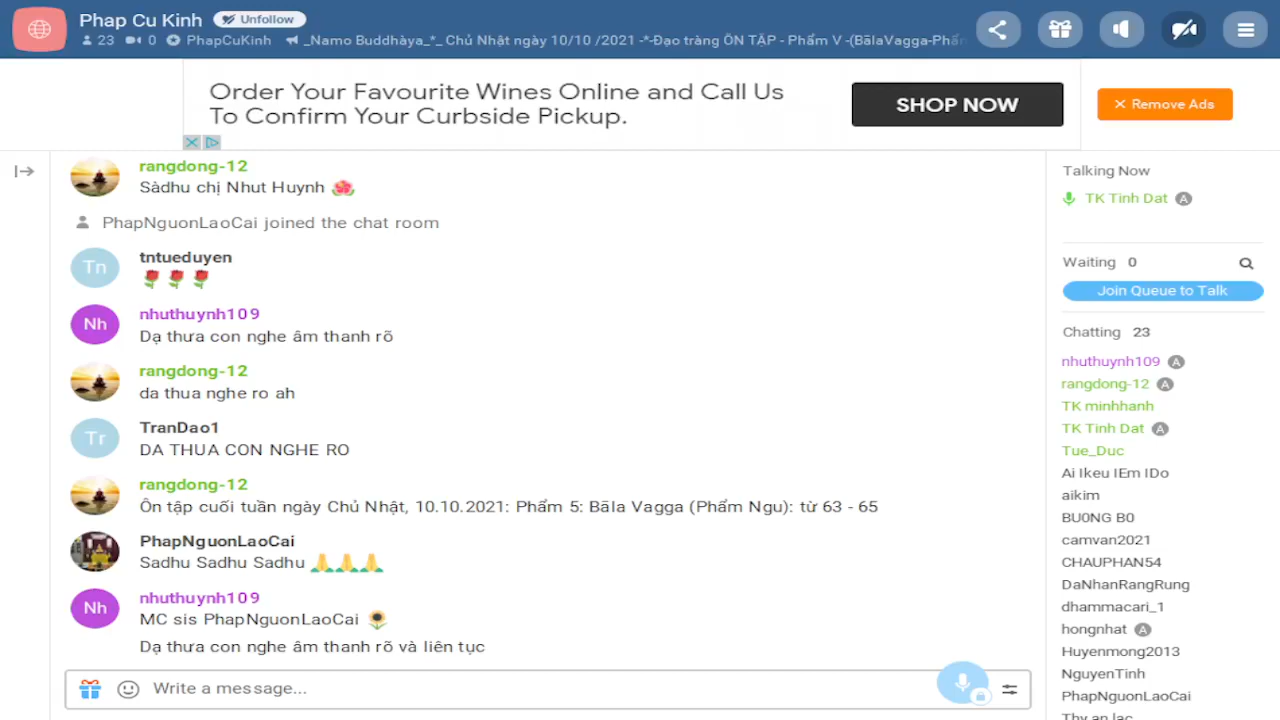 Phap Cu Kinh Unfollow
23 0 PhapCuKinh _Namo Buddhàya_*_ Chủ Nhật ngày 10/10 /2021 -*-Đạo tràng ÔN TẬP - Phẩm V -(BālaVagga-Phẩm
Order Your Favourite Wines Online and Call Us
To Confirm Your Curbside Pickup.
SHOP NOW
Remove Ads
rangdong-12
Sàdhu chị Nhut Huynh
PhapNguonLaoCai joined the chat room
Tn
tntueduyen
Nh
nhuthuynh109
Dạ thưa con nghe âm thanh rõ
rangdong-12
da thua nghe ro ah
Tr
TranDao1
DA THUA CON NGHE RO
rangdong-12
Ôn tập cuối tuần ngày Chủ Nhật, 10.10.2021: Phẩm 5: Bāla Vagga (Phẩm Ngu): từ 63 - 65
PhapNguonLaoCai
Sadhu Sadhu Sadhu
Nh
nhuthuynh109
MC sis PhapNguonLaoCai
Dạ thưa con nghe âm thanh rõ và liên tục
Write a message...
Talking Now
TK Tinh Dat A
Waiting 0
Join Queue to Talk
Chatting 23
nhuthuynh109 A
rangdong-12 A
TK minhhanh
TK Tinh Dat A
Tue_Duc
Ai Ikeu IEm IDo
aikim
BU0NG B0
camvan2021
CHAUPHAN54
DaNhanRangRung
dhammacari_1
hongnhat A
Huyenmong2013
NguyenTinh
PhapNguonLaoCai
Thy an lac